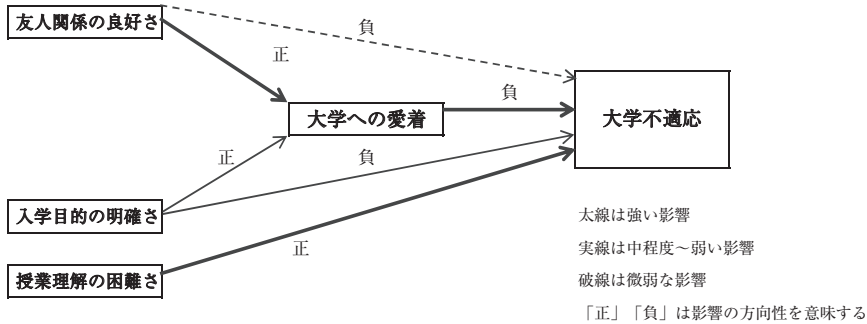 友人関係の良好さ
負
正
大学への愛着
負
大学不適応
正
負
入学目的の明確さ
正
授業理解の困難さ
太線は強い影響
実線は中程度～弱い影響
破線は微弱な影響
「正」「負」は影響の方向性を意味する